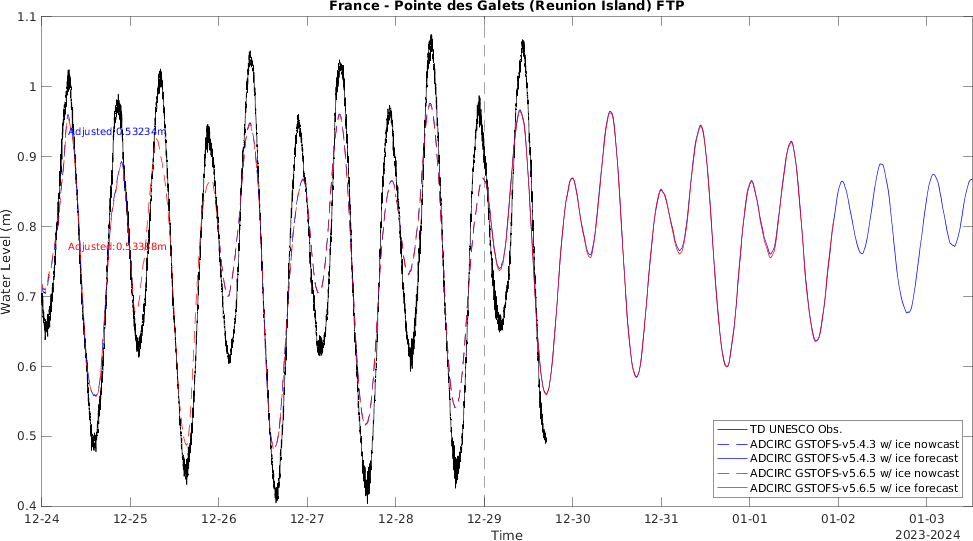 France - Pointe des Galets (Reunion Island) FTP
1.1
1
0.9
0.8
0.7
0.6
0.5
0.4
Water Level (m)
Adjusted:0.53234m
Adjusted:0.53388m
TD UNESCO Obs.
ADCIRC GSTOFS-v5.4.3 w/ ice nowcast
ADCIRC GSTOFS-v5.4.3 w/ ice forecast
ADCIRC GSTOFS-v5.6.5 w/ ice nowcast
ADCIRC GSTOFS-v5.6.5 w/ ice forecast
12-24 12-25 12-26 12-27 12-28 12-29 12-30 12-31 01-01 01-02 01-03
Time
2023-2024